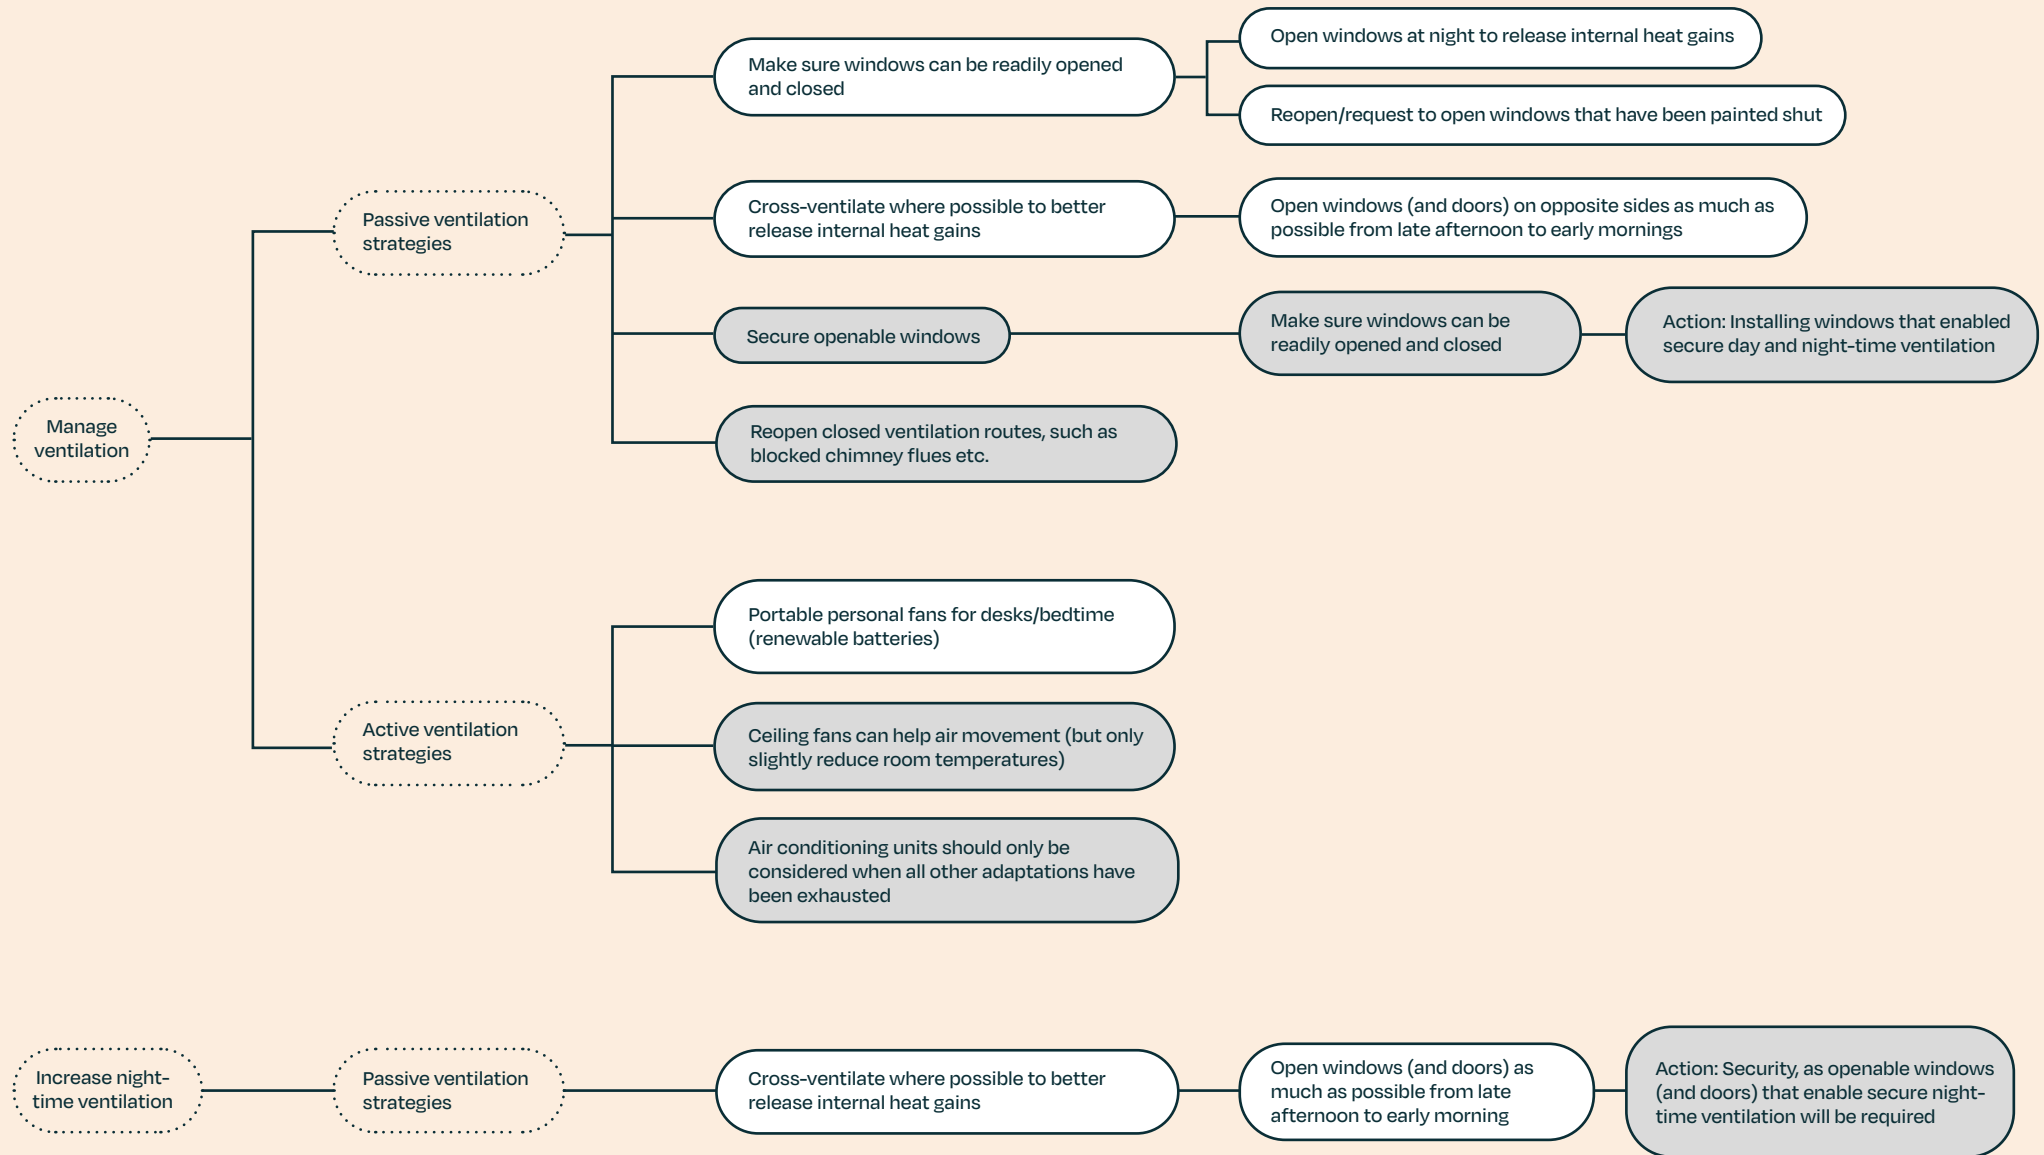 Manage
ventilation
Passive ventilation
strategies
Make sure windows can be readily opened
and closed
Open windows at night to release internal heat gains
Reopen/request to open windows that have been painted shut
Cross-ventilate where possible to better
release internal heat gains
Open windows (and doors) on opposite sides as much as
possible from late afternoon to early mornings
Secure openable windows
Make sure windows can be
readily opened and closed
Action: Installing windows that enabled
secure day and night-time ventilation
Reopen closed ventilation routes, such as
blocked chimney flues etc.
Active ventilation
strategies
Portable personal fans for desks/bedtime
(renewable batteries)
Ceiling fans can help air movement (but only
slightly reduce room temperatures)
Air conditioning units should only be
considered when all other adaptations have
been exhausted
Increase night-
time ventilation
Passive ventilation
strategies
Cross-ventilate where possible to better
release internal heat gains
Open windows (and doors) as
much as possible from late
afternoon to early morning
Action: Security, as openable windows
(and doors) that enable secure night-
time ventilation will be required